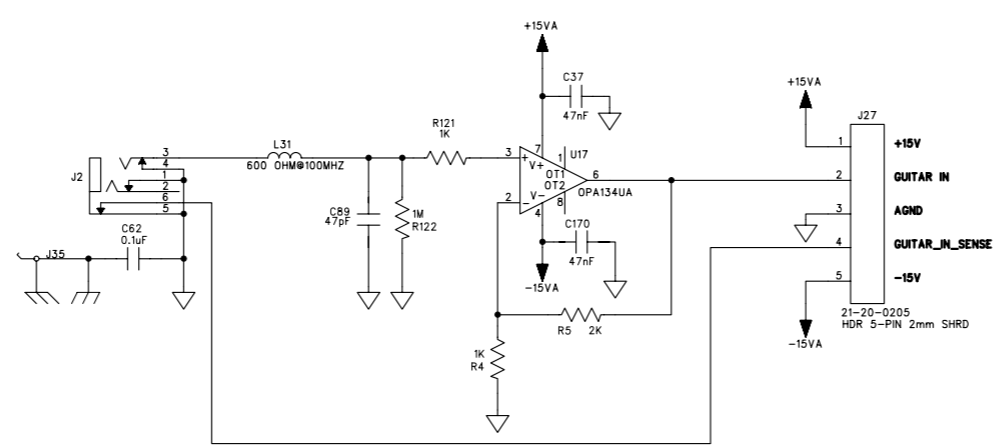 +15VA
C37
47nF
+15VA
J27
R121
1K
L31
600 OHM@100MHZ
3
4
1
2
6
5
J2
3
+
V+
7
1
U17
OT1
OT2
OPA134UA
6
2
-
V-
4
8
1
+15V
2
GUITAR IN
3
AGND
4
GUITAR_IN_SENSE
5
-15V
C89
47pF
1M
R122
C170
47nF
C62
0.1uF
J35
-15VA
R5
2K
21-20-0205
HDR 5-PIN 2mm SHRD
-15VA
1K
R4